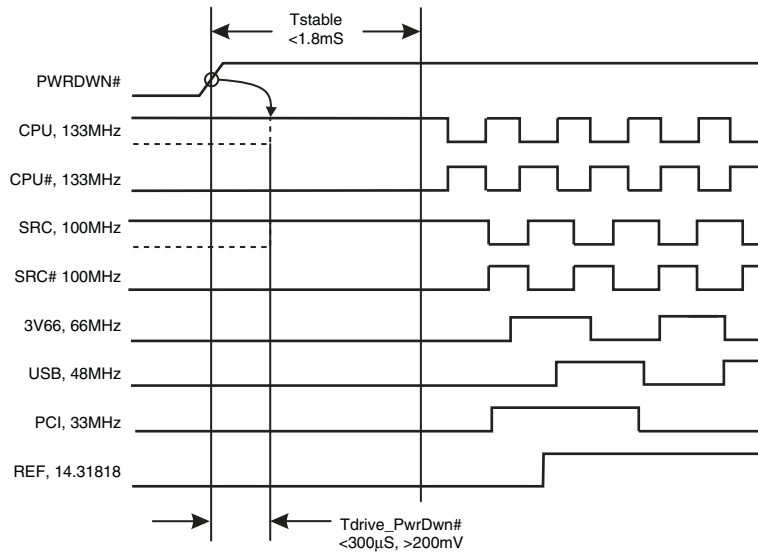 Tstable
<1.8mS
PWRDWN#
CPU, 133MHz
CPU#, 133MHz
SRC, 100MHz
SRC# 100MHz
3V66, 66MHz
USB, 48MHz
PCI, 33MHz
REF, 14.31818
Tdrive_PwrDwn#
<300µS, >200mV